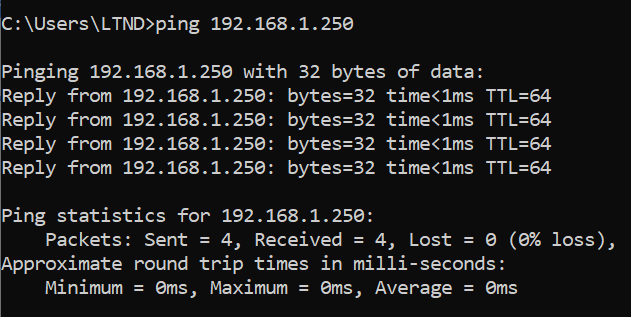 C:\Users\LTND>ping 192.168.1.250
Pinging 192.168.1.250 with 32 bytes of data:
Reply from 192.168.1.250: bytes=32 time<1ms TTL=64
Reply from 192.168.1.250: bytes=32 time<1ms TTL=64
Reply from 192.168.1.250: bytes=32 time<1ms TTL=64
Reply from 192.168.1.250: bytes=32 time<1ms TTL=64
Ping statistics for 192.168.1.250:
    Packets: Sent = 4, Received = 4, Lost = 0 (0% loss),
Approximate round trip times in milli-seconds:
    Minimum = 0ms, Maximum = 0ms, Average = 0ms